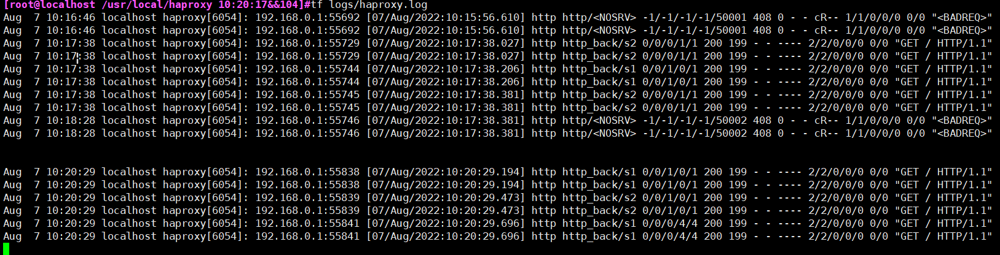 [root@localhost /usr/local/haproxy 10:20:17&&104]#tf logs/haproxy.log
Aug  7 10:16:46 localhost haproxy[6054]: 192.168.0.1:55692 [07/Aug/2022:10:15:56.610] http http/<NOSRV> -1/-1/-1/-1/50001 408 0 - - cR-- 1/1/0/0/0 0/0 "<BADREQ>"
Aug  7 10:16:46 localhost haproxy[6054]: 192.168.0.1:55692 [07/Aug/2022:10:15:56.610] http http/<NOSRV> -1/-1/-1/-1/50001 408 0 - - cR-- 1/1/0/0/0 0/0 "<BADREQ>"
Aug  7 10:17:38 localhost haproxy[6054]: 192.168.0.1:55729 [07/Aug/2022:10:17:38.027] http http_back/s2 0/0/0/1/1 200 199 - - ---- 2/2/0/0/0 0/0 "GET / HTTP/1.1"
Aug  7 10:17:38 localhost haproxy[6054]: 192.168.0.1:55729 [07/Aug/2022:10:17:38.027] http http_back/s2 0/0/0/1/1 200 199 - - ---- 2/2/0/0/0 0/0 "GET / HTTP/1.1"
Aug  7 10:17:38 localhost haproxy[6054]: 192.168.0.1:55744 [07/Aug/2022:10:17:38.206] http http_back/s1 0/0/1/0/1 200 199 - - ---- 2/2/0/0/0 0/0 "GET / HTTP/1.1"
Aug  7 10:17:38 localhost haproxy[6054]: 192.168.0.1:55744 [07/Aug/2022:10:17:38.206] http http_back/s1 0/0/1/0/1 200 199 - - ---- 2/2/0/0/0 0/0 "GET / HTTP/1.1"
Aug  7 10:17:38 localhost haproxy[6054]: 192.168.0.1:55745 [07/Aug/2022:10:17:38.381] http http_back/s2 0/0/0/1/1 200 199 - - ---- 2/2/0/0/0 0/0 "GET / HTTP/1.1"
Aug  7 10:17:38 localhost haproxy[6054]: 192.168.0.1:55745 [07/Aug/2022:10:17:38.381] http http_back/s2 0/0/0/1/1 200 199 - - ---- 2/2/0/0/0 0/0 "GET / HTTP/1.1"
Aug  7 10:18:28 localhost haproxy[6054]: 192.168.0.1:55746 [07/Aug/2022:10:17:38.381] http http/<NOSRV> -1/-1/-1/-1/50002 408 0 - - cR-- 1/1/0/0/0 0/0 "<BADREQ>"
Aug  7 10:18:28 localhost haproxy[6054]: 192.168.0.1:55746 [07/Aug/2022:10:17:38.381] http http/<NOSRV> -1/-1/-1/-1/50002 408 0 - - cR-- 1/1/0/0/0 0/0 "<BADREQ>"
Aug  7 10:20:29 localhost haproxy[6054]: 192.168.0.1:55838 [07/Aug/2022:10:20:29.194] http http_back/s1 0/0/1/0/1 200 199 - - ---- 2/2/0/0/0 0/0 "GET / HTTP/1.1"
Aug  7 10:20:29 localhost haproxy[6054]: 192.168.0.1:55838 [07/Aug/2022:10:20:29.194] http http_back/s1 0/0/1/0/1 200 199 - - ---- 2/2/0/0/0 0/0 "GET / HTTP/1.1"
Aug  7 10:20:29 localhost haproxy[6054]: 192.168.0.1:55839 [07/Aug/2022:10:20:29.473] http http_back/s2 0/0/1/0/1 200 199 - - ---- 2/2/0/0/0 0/0 "GET / HTTP/1.1"
Aug  7 10:20:29 localhost haproxy[6054]: 192.168.0.1:55839 [07/Aug/2022:10:20:29.473] http http_back/s2 0/0/1/0/1 200 199 - - ---- 2/2/0/0/0 0/0 "GET / HTTP/1.1"
Aug  7 10:20:29 localhost haproxy[6054]: 192.168.0.1:55841 [07/Aug/2022:10:20:29.696] http http_back/s1 0/0/0/4/4 200 199 - - ---- 2/2/0/0/0 0/0 "GET / HTTP/1.1"
Aug  7 10:20:29 localhost haproxy[6054]: 192.168.0.1:55841 [07/Aug/2022:10:20:29.696] http http_back/s1 0/0/0/4/4 200 199 - - ---- 2/2/0/0/0 0/0 "GET / HTTP/1.1"